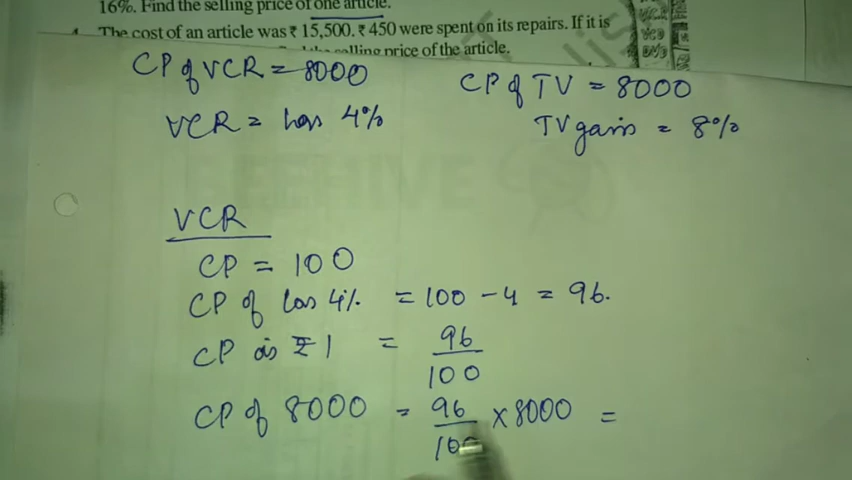 16%. Find the selling price of one article.
The cost of an article was ₹ 15,500. ₹ 450 were spent on its repairs. If it is
selling price of the article.
CP of VCR = 8000
CP of TV = 8000
VCR = loss 4%
TV gain = 8%
VCR
CP = 100
CP of loss 4% = 100 - 4 = 96.
CP is ₹ 1 = 96/100
CP of 8000 = 96/100 × 8000 =